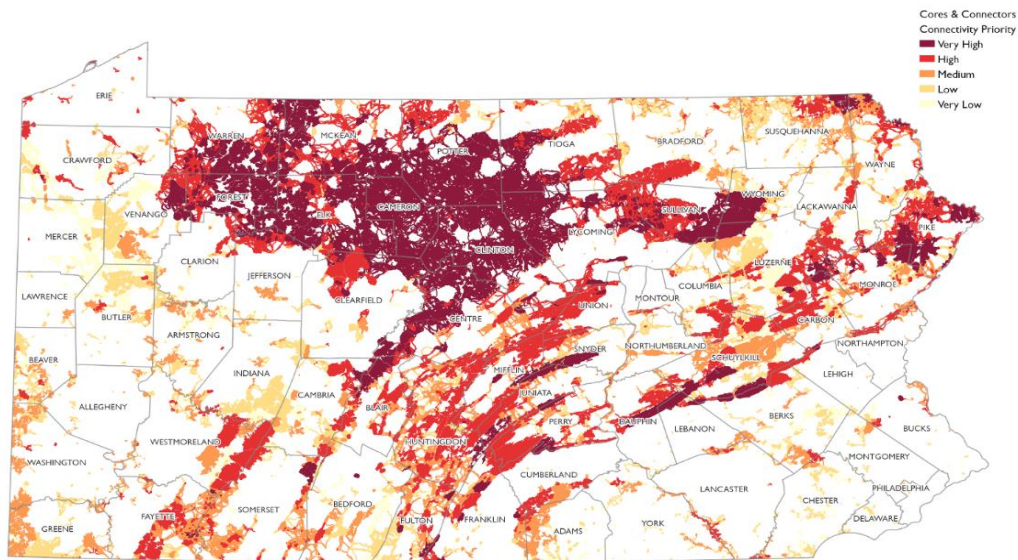 Cores & Connectors
Connectivity Priority
Very High
High
Medium
Low
Very Low
ERIE
WARREN
MCKEAN
POTTER
TIOGA
BRADFORD
SUSQUEHANNA
CRAWFORD
WAYNE
FOREST
WYOMING
VENANGO
ELK
CAMERON
SULLIVAN
LACKAWANNA
MERCER
LYCOMING
PIKE
CLINTON
CLARION
LUZERNE
JEFFERSON
COLUMBIA
MONROE
LAWRENCE
CLEARFIELD
UNION
MONTOUR
BUTLER
CENTRE
CARBON
ARMSTRONG
NORTHUMBERLAND
NORTHAMPTON
SNYDER
BEAVER
SCHUYLKILL
INDIANA
MIFFLIN
LEHIGH
CAMBRIA
JUNIATA
ALLEGHENY
BLAIR
BERKS
PERRY
DAUPHIN
LEBANON
BUCKS
WESTMORELAND
HUNTINGDON
MONTGOMERY
WASHINGTON
CUMBERLAND
LANCASTER
PHILADELPHIA
BEDFORD
CHESTER
SOMERSET
FAYETTE
FULTON
FRANKLIN
YORK
DELAWARE
GREENE
ADAMS